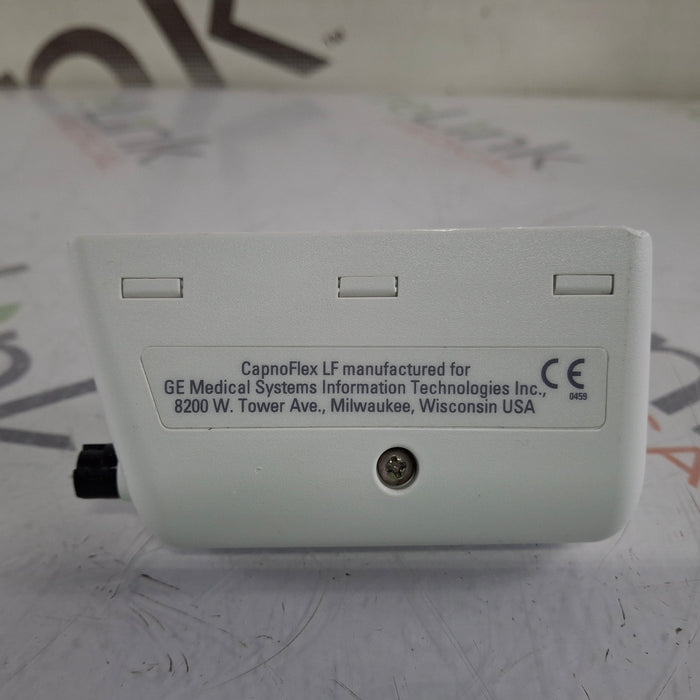 CapnoFlex LF manufactured for
GE Medical Systems Information Technologies Inc.,
8200 W. Tower Ave., Milwaukee, Wisconsin USA
CE
0459